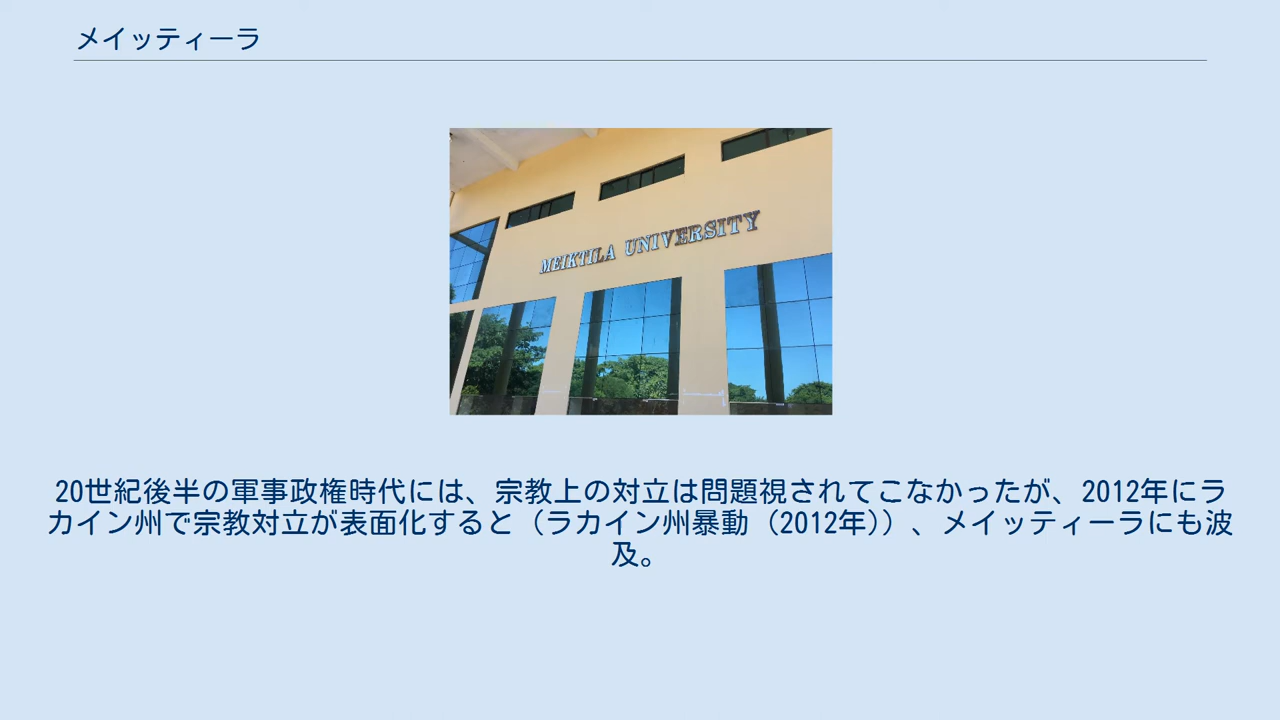 メイッティーラ
MEIKTILA UNIVERSITY
20世紀後半の軍事政権時代には、宗教上の対立は問題視されてこなかったが、2012年にラ
カイン州で宗教対立が表面化すると（ラカイン州暴動（2012年））、メイッティーラにも波
及。